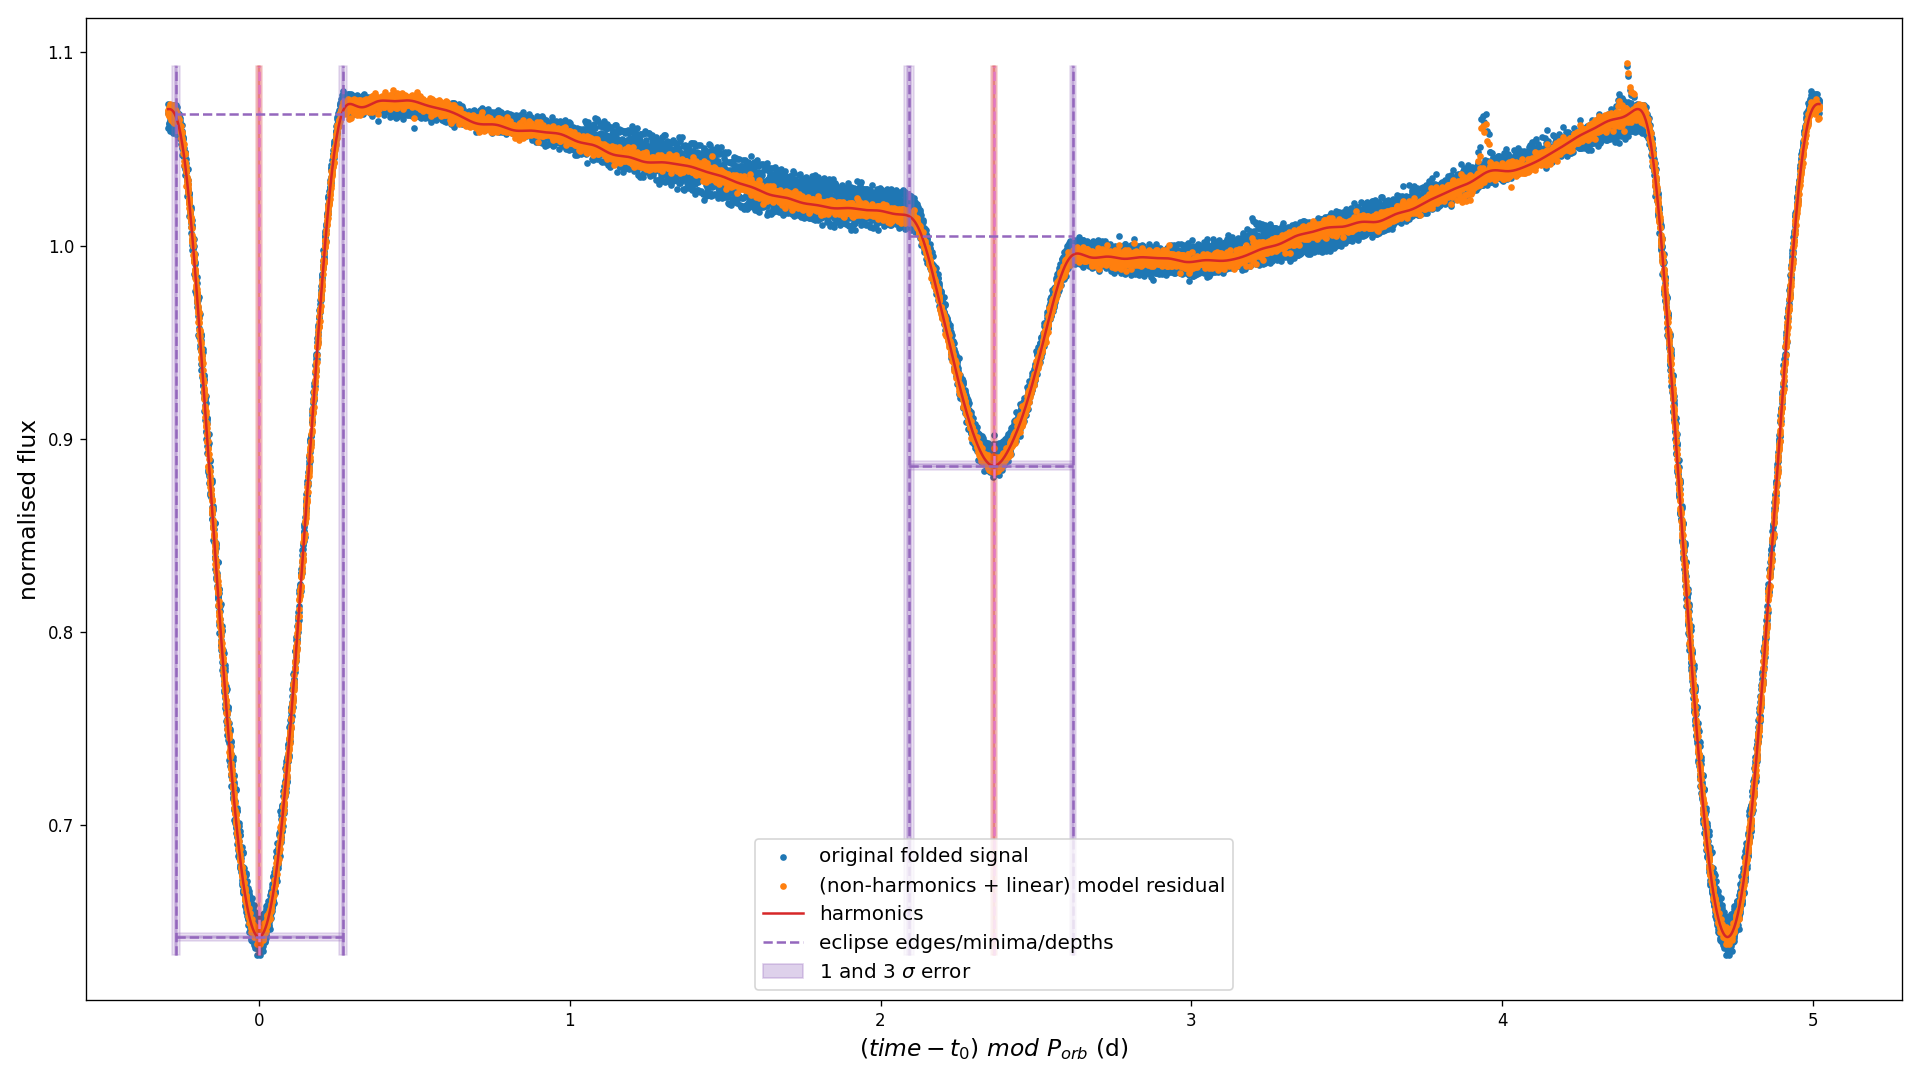 1.1
1.0
0.9
0.8
0.7
normalised flux
original folded signal
(non-harmonics + linear) model residual
harmonics
eclipse edges/minima/depths
1 and 3 σ error
0 1 2 3 4 5
(time − t₀) mod Pₒᵣb (d)